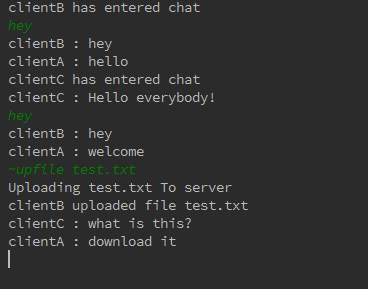 clientB has entered chat
hey
clientB : hey
clientA : hello
clientC has entered chat
clientC : Hello everybody!
hey
clientB : hey
clientA : welcome
~upfile test.txt
Uploading test.txt To server
clientB uploaded file test.txt
clientC : what is this?
clientA : download it